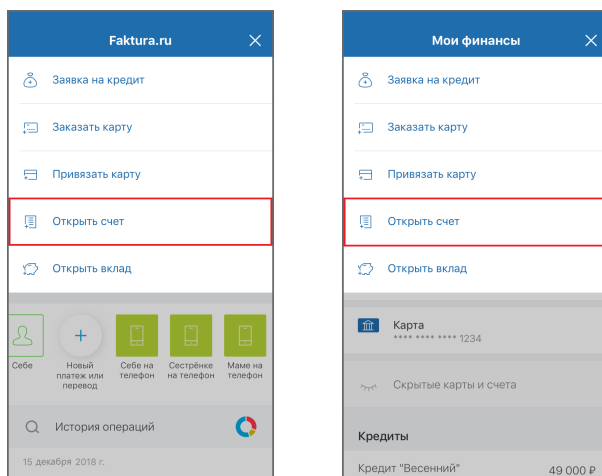 Faktura.ru
Заявка на кредит
Заказать карту
Привязать карту
Открыть счет
Открыть вклад
Себе
Новый
платеж или
перевод
Себе на
телефон
Сестрёнке
на телефон
Маме на
телефон
История операций
15 декабря 2018 г.
Мои финансы
Заявка на кредит
Заказать карту
Привязать карту
Открыть счет
Открыть вклад
Карта
**** **** **** 1234
Скрытые карты и счета
Кредиты
Кредит "Весенний" 49 000 ₽